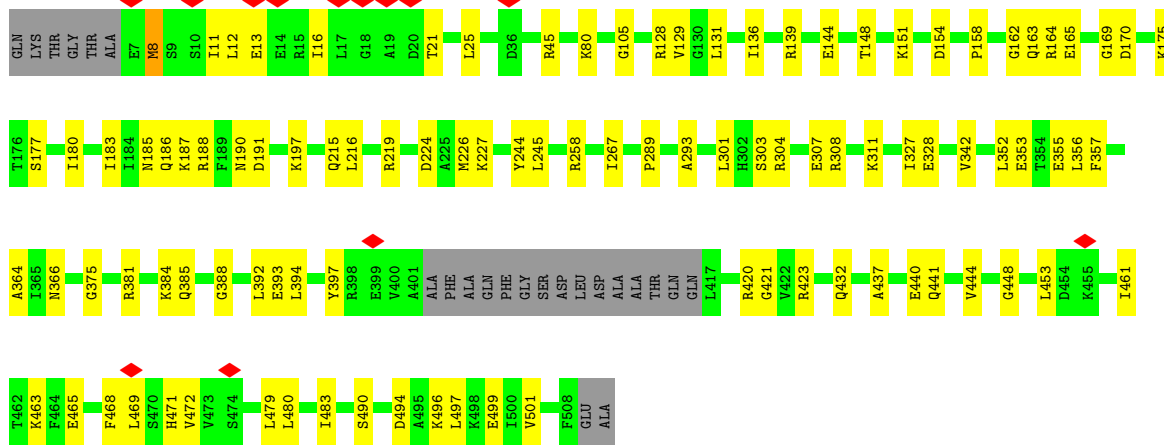 GLN LYS THR GLY THR ALA E7 M8 S9 S10 I11 L12 E13 E14 R15 I16 L17 G18 A19 D20 T21 L25 D36 R45 K80 G105 R128 V129 G130 L131 I136 R139 E144 T148 K151 D154 P158 G162 Q163 R164 E165 G169 D170 K175
T176 S177 I180 I183 I184 N185 Q186 K187 R188 F189 N190 D191 K197 Q215 L216 R219 D224 A225 M226 K227 Y244 L245 R258 I267 P289 A293 L301 H302 S303 R304 E307 R308 K311 I327 E328 V342 L352 E353 T354 E355 L356 F357
A364 I365 N366 G375 R381 K384 Q385 G388 L392 E393 L394 Y397 R398 E399 V400 A401 ALA PHE ALA GLN PHE GLY SER ASP LEU ASP ALA ALA THR GLN GLN L417 R420 G421 V422 R423 Q432 A437 E440 Q441 V444 G448 L453 D454 K455 I461
T462 K463 F464 E465 F468 L469 S470 H471 V472 V473 S474 L479 L480 I483 S490 D494 A495 K496 L497 K498 E499 I500 V501 F508 GLU ALA